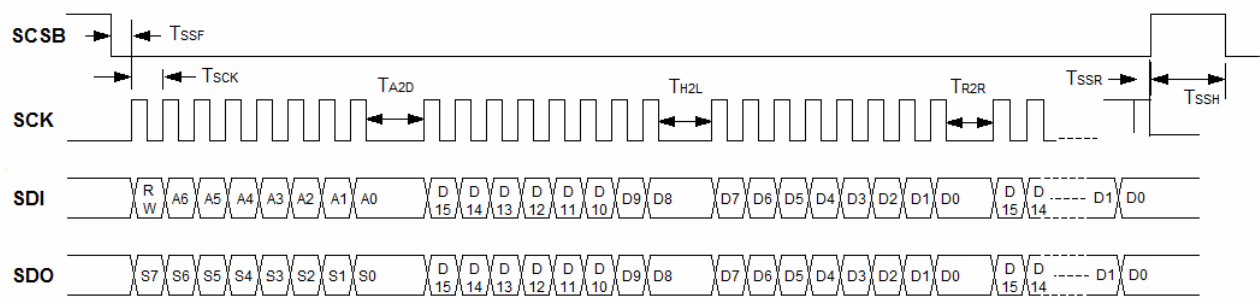 SCSB TSSF
TSCK TA2D TH2L TR2R TSSR TSSH
SCK
SDI R W A6 A5 A4 A3 A2 A1 A0 D 15 D 14 D 13 D 12 D 11 D 10 D9 D8 D7 D6 D5 D4 D3 D2 D1 D0 D 15 D 14 D1 D0
SDO S7 S6 S5 S4 S3 S2 S1 S0 D 15 D 14 D 13 D 12 D 11 D 10 D9 D8 D7 D6 D5 D4 D3 D2 D1 D0 D 15 D 14 D1 D0